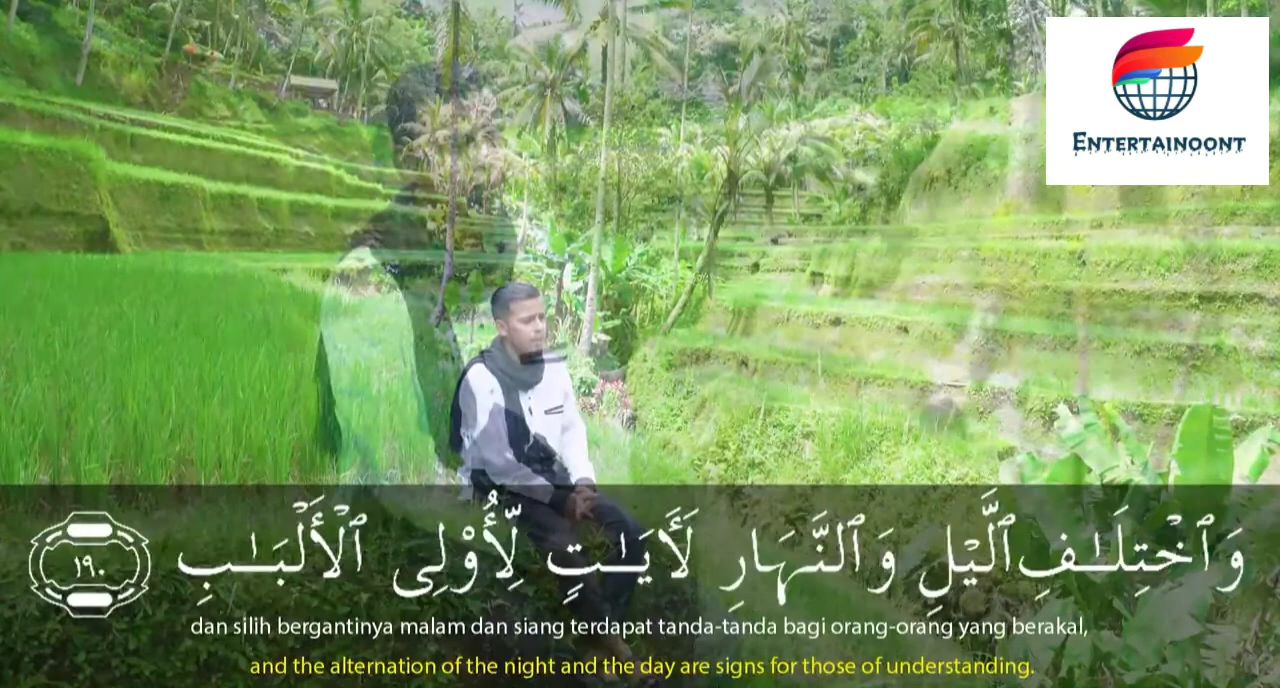 ENTERTAINOONT
وَٱخْتِلَـٰفِ ٱلَّيْلِ وَٱلنَّهَارِ لَـَٔايَـٰتٍ لِّأُو۟لِى ٱلْأَلْبَـٰبِ ١٩٠
dan silih bergantinya malam dan siang terdapat tanda-tanda bagi orang-orang yang berakal,
and the alternation of the night and the day are signs for those of understanding.